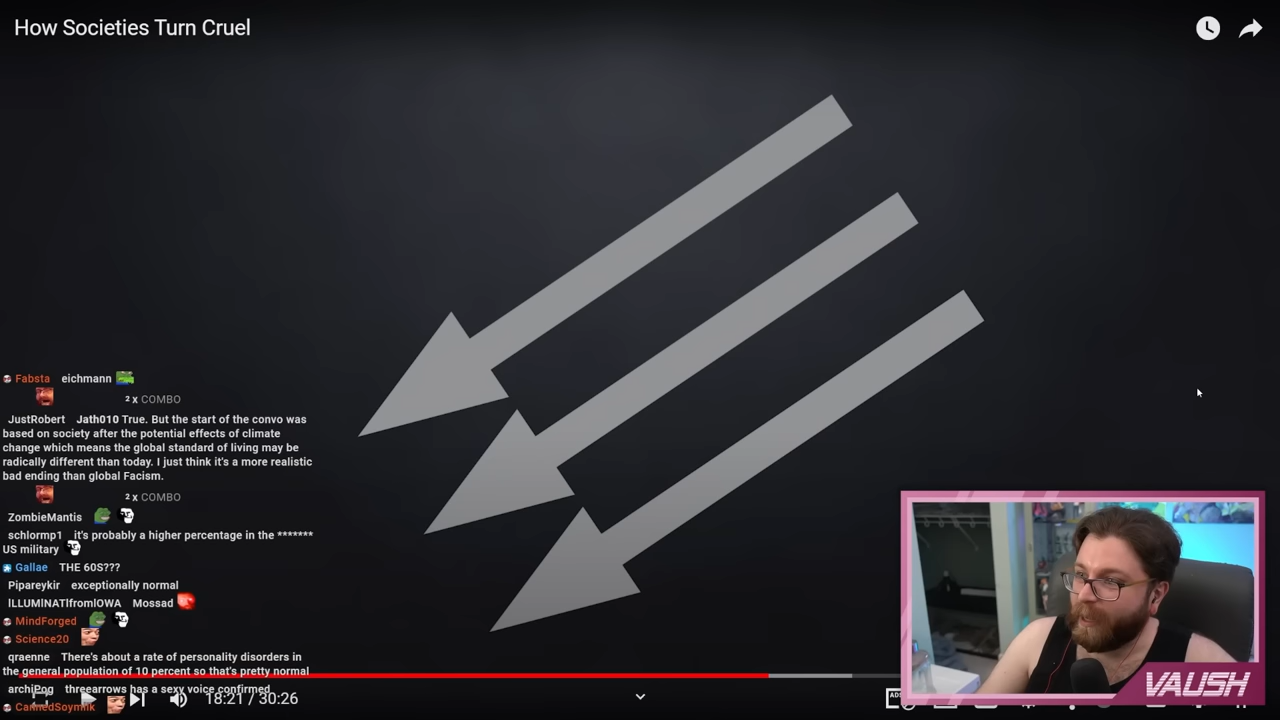 How Societies Turn Cruel
Fabsta eichmann
2 x COMBO
JustRobert Jath010 True. But the start of the convo was
based on society after the potential effects of climate
change which means the global standard of living may be
radically different than today. I just think it's a more realistic
bad ending than global Facism.
2 x COMBO
ZombieMantis
schlormp1 it's probably a higher percentage in the *******
US military
Gallae THE 60S???
Pipareykir exceptionally normal
ILLUMINATIfromIOWA Mossad
MindForged
Science20
qraenne There's about a rate of personality disorders in
the general population of 10 percent so that's pretty normal
archiPog threearrows has a sexy voice confirmed
CannedSoymilk
18:21 / 30:26
VAUSH